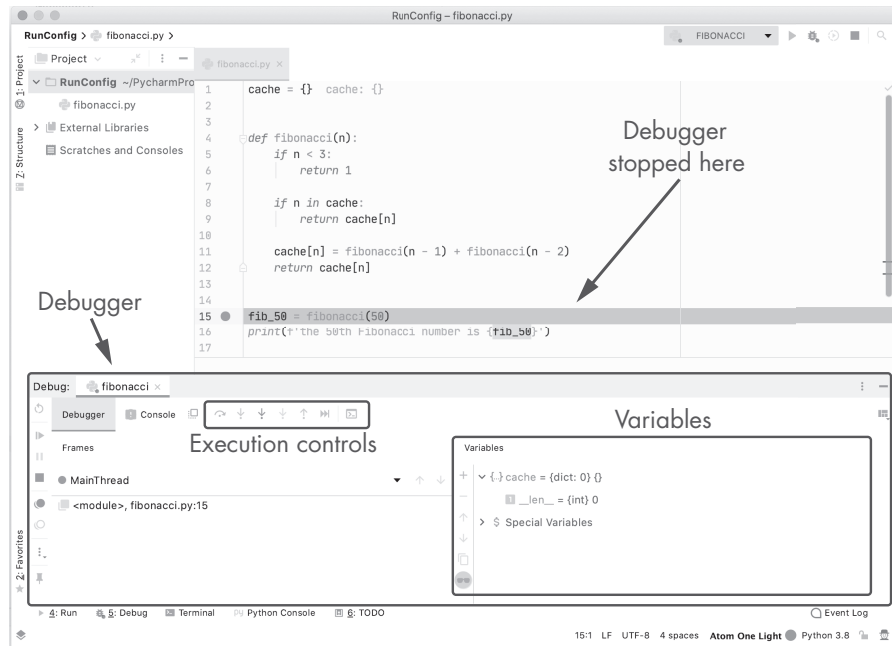 RunConfig – fibonacci.py
RunConfig > fibonacci.py >
FIBONACCI
1: Project
Project
fibonacci.py ×
RunConfig ~/PycharmPro
fibonacci.py
External Libraries
Scratches and Consoles
Z: Structure
1 cache = {} cache: {}
2
3
4 def fibonacci(n):
5 if n < 3:
6 return 1
7
8 if n in cache:
9 return cache[n]
10
11 cache[n] = fibonacci(n - 1) + fibonacci(n - 2)
12 return cache[n]
13
14
15 fib_50 = fibonacci(50)
16 print(f'the 50th Fibonacci number is {fib_50}')
17
Debugger
stopped here
Debugger
Debug: fibonacci ×
Debugger
Console
Execution controls
Variables
Frames
Variables
MainThread
<module>, fibonacci.py:15
{..} cache = {dict: 0} {}
1 __len__ = {int} 0
> $ Special Variables
2: Favorites
4: Run
5: Debug
Terminal
Python Console
6: TODO
Event Log
15:1 LF UTF-8 4 spaces Atom One Light Python 3.8